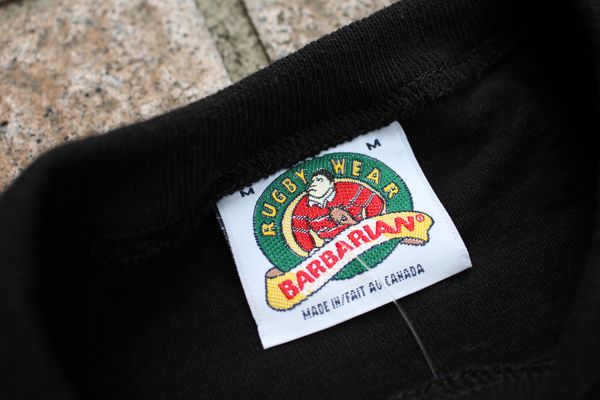 M M
RUGBY WEAR
BARBARIAN®
MADE IN/FAIT AU CANADA